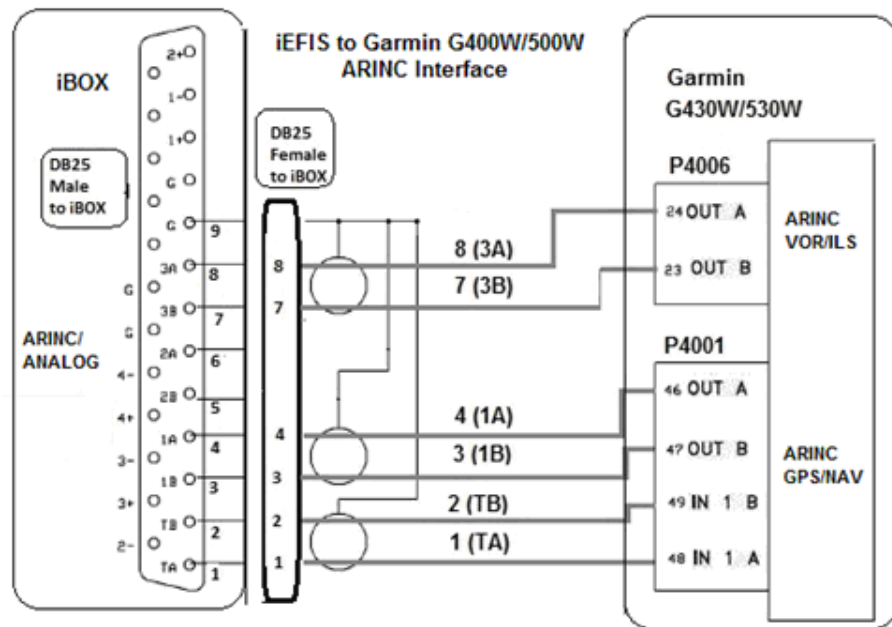 iEFIS to Garmin G400W/500W
ARINC Interface
iBOX
DB25
Male
to iBOX
ARINC/
ANALOG
2+
1-
1+
G
G
3A
3B
2A
2B
1A
1B
TB
TA
G
G
4-
4+
3-
3+
2-
9
8
7
6
5
4
3
2
1
DB25
Female
to iBOX
8
7
4
3
2
1
8 (3A)
7 (3B)
4 (1A)
3 (1B)
2 (TB)
1 (TA)
Garmin
G430W/530W
P4006
24 OUT A
23 OUT B
ARINC
VOR/ILS
P4001
46 OUT A
47 OUT B
49 IN 1 B
48 IN 1 A
ARINC
GPS/NAV